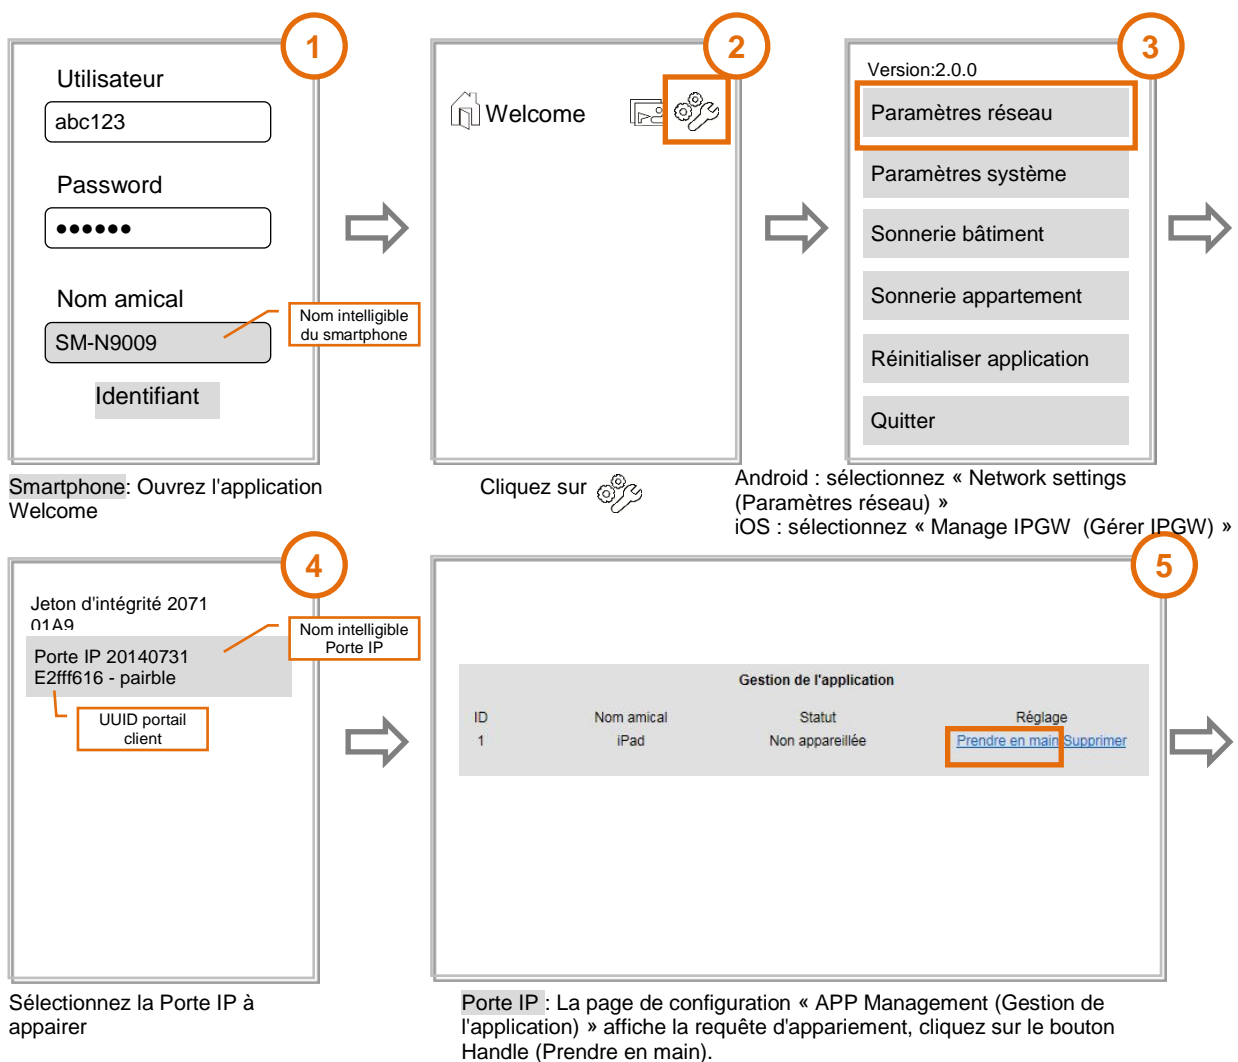 1
Utilisateur
abc123
Password
●●●●●●
Nom amical
SM-N9009
Nom intelligible
du smartphone
Identifiant
Smartphone: Ouvrez l'application
Welcome
2
Welcome
Cliquez sur
3
Version:2.0.0
Paramètres réseau
Paramètres système
Sonnerie bâtiment
Sonnerie appartement
Réinitialiser application
Quitter
Android : sélectionnez « Network settings
(Paramètres réseau) »
iOS : sélectionnez « Manage IPGW (Gérer IPGW) »
4
Jeton d'intégrité 2071
01A9
Nom intelligible
Porte IP
Porte IP 20140731
E2fff616 - pairble
UUID portail
client
Sélectionnez la Porte IP à
appairer
5
Gestion de l'application
ID Nom amical Statut Réglage
1 iPad Non appareillée Prendre en main Supprimer
Porte IP : La page de configuration « APP Management (Gestion de
l'application) » affiche la requête d'appariement, cliquez sur le bouton
Handle (Prendre en main).